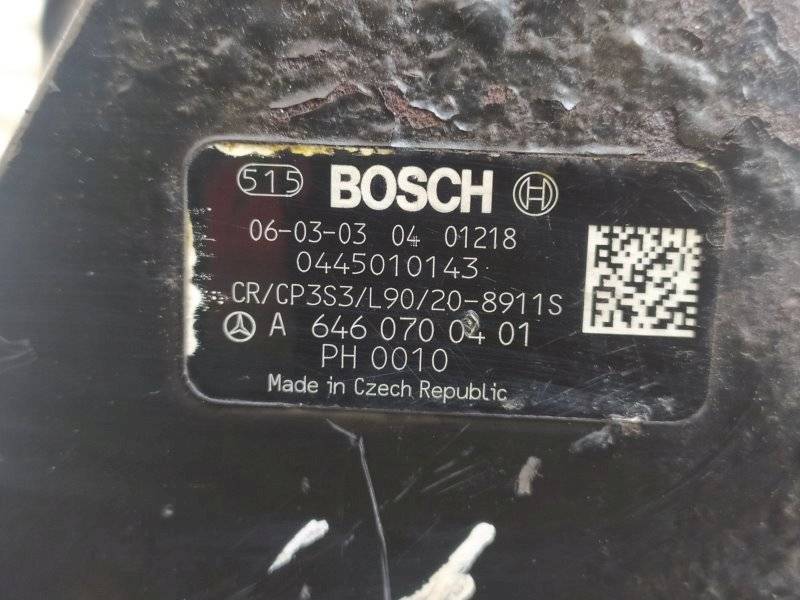 515 BOSCH
06-03-03 04 01218
0445010143
CR/CP3S3/L90/20-8911S
A 646 070 04 01
PH 0010
Made in Czech Republic